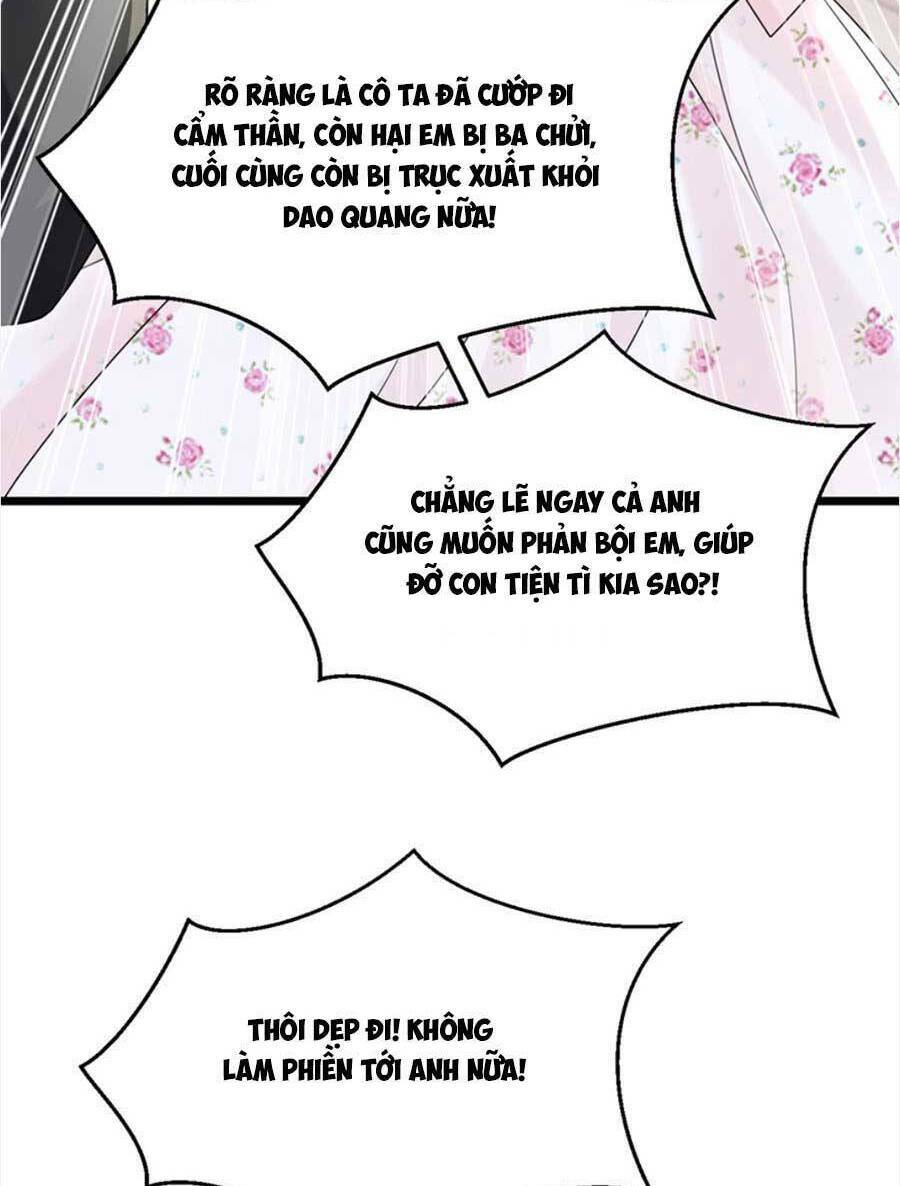 RÕ RÀNG LÀ CÔ TA ĐÃ CƯỚP ĐI
CẨM THẦN, CÒN HẠI EM BỊ BA CHỬI,
CUỐI CÙNG CÒN BỊ TRỤC XUẤT KHỎI
DAO QUANG NỮA!
CHẲNG LẼ NGAY CẢ ANH
CŨNG MUỐN PHẢN BỘI EM, GIÚP
ĐỠ CON TIỆN TÌ KIA SAO?!
THÔI DẸP ĐI! KHÔNG
LÀM PHIỀN TỚI ANH NỮA!